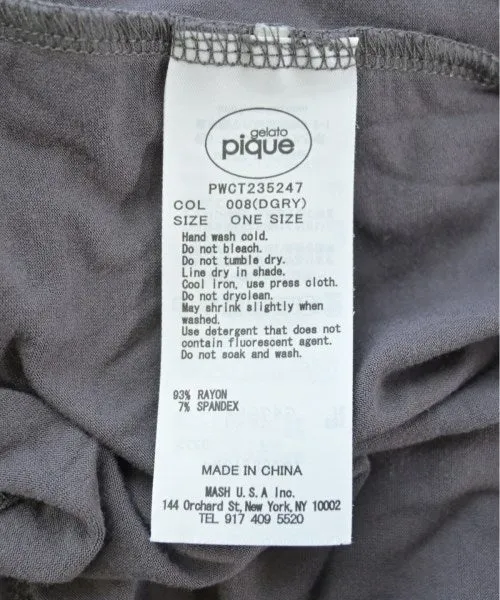 gelato
pique
PWCT235247
COL 008(DGRY)
SIZE ONE SIZE
Hand wash cold.
Do not bleach.
Do not tumble dry.
Line dry in shade.
Cool iron, use press cloth.
Do not dryclean.
May shrink slightly when
washed.
Use detergent that does not
contain fluorescent agent.
Do not soak and wash.
93% RAYON
7% SPANDEX
MADE IN CHINA
MASH U.S.A Inc.
144 Orchard St, New York, NY 10002
TEL 917 409 5520